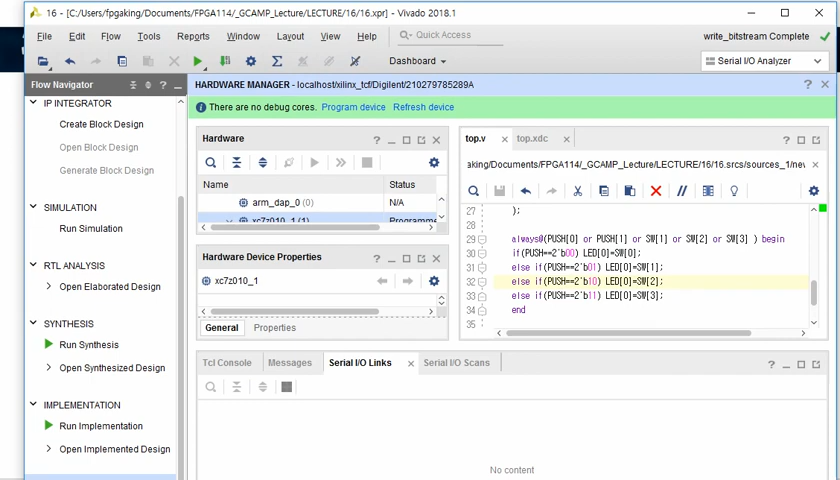 16 - [C:/Users/fpgaking/Documents/FPGA114/_GCAMP_Lecture/LECTURE/16/16.xpr] - Vivado 2018.1
File Edit Flow Tools Reports Window Layout View Help Quick Access write_bitstream Complete
Dashboard Serial I/O Analyzer
Flow Navigator
HARDWARE MANAGER - localhost/xilinx_tcf/Digilent/210279785289A
There are no debug cores. Program device Refresh device
IP INTEGRATOR
Create Block Design
Open Block Design
Generate Block Design
SIMULATION
Run Simulation
RTL ANALYSIS
Open Elaborated Design
SYNTHESIS
Run Synthesis
Open Synthesized Design
IMPLEMENTATION
Run Implementation
Open Implemented Design
Hardware
Name Status
arm_dap_0 (0) N/A
xc7z010_1 (1) Programme
Hardware Device Properties
xc7z010_1
General Properties
top.v top.xdc
aking/Documents/FPGA114/_GCAMP_Lecture/LECTURE/16/16.srcs/sources_1/nev
27 );
28
29 always@(PUSH[0] or PUSH[1] or SW[1] or SW[2] or SW[3] ) begin
30 if(PUSH==2'b00) LED[0]=SW[0];
31 else if(PUSH==2'b01) LED[0]=SW[1];
32 else if(PUSH==2'b10) LED[0]=SW[2];
33 else if(PUSH==2'b11) LED[0]=SW[3];
34 end
35
Tcl Console Messages Serial I/O Links Serial I/O Scans
No content